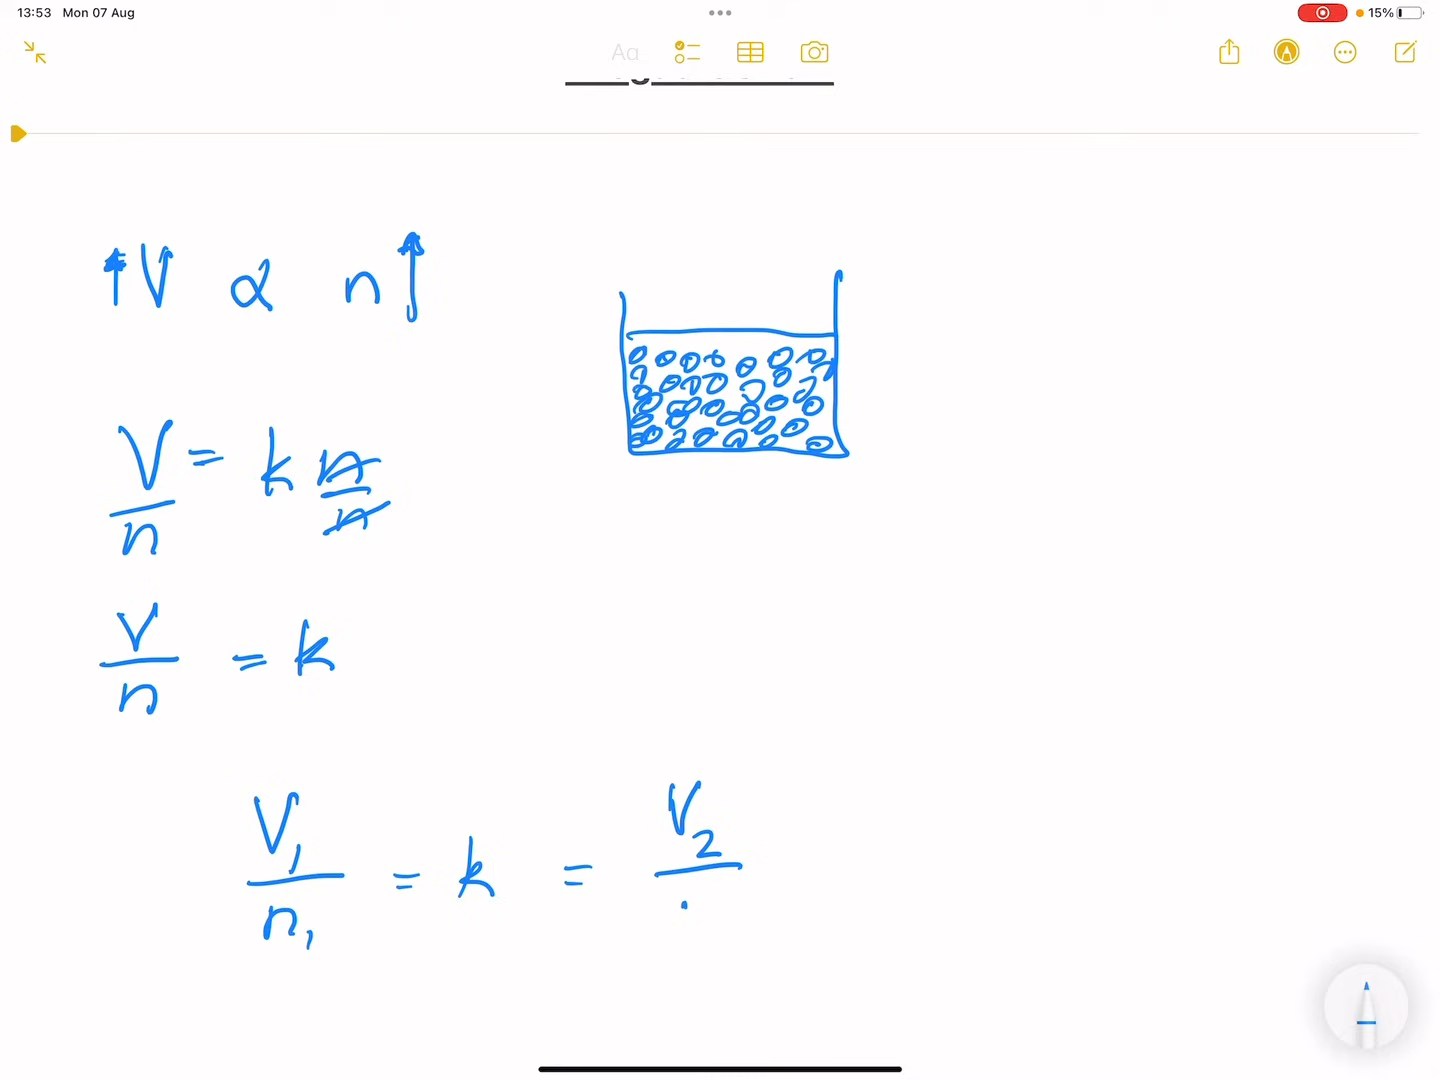 13:53 Mon 07 Aug
15%
Aa
↑V ∝ n↑
V/n = k n/n
V/n = k
V₁/n₁ = k = V₂/